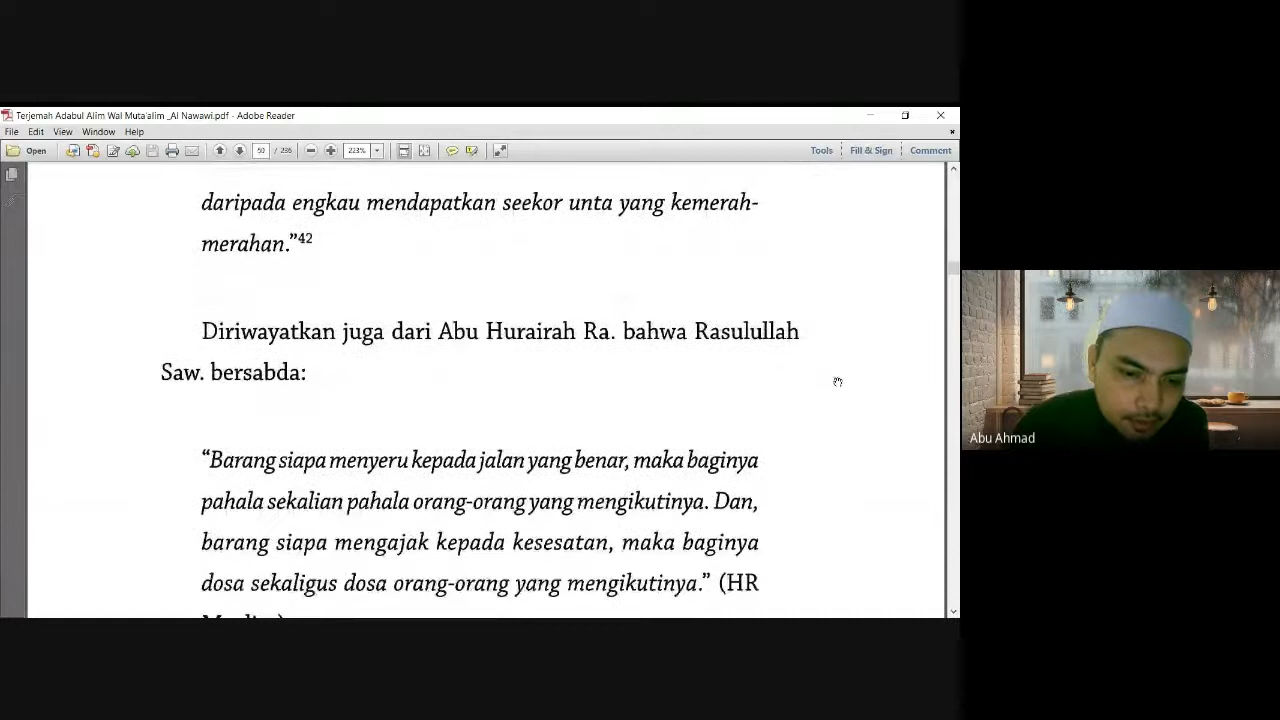 Terjemah Adabul Alim Wal Muta'alim _Al Nawawi.pdf - Adobe Reader
File Edit View Window Help
Open 50 / 236 223% Tools Fill & Sign Comment
daripada engkau mendapatkan seekor unta yang kemerah-
merahan.”42
Diriwayatkan juga dari Abu Hurairah Ra. bahwa Rasulullah
Saw. bersabda:
“Barang siapa menyeru kepada jalan yang benar, maka baginya
pahala sekalian pahala orang-orang yang mengikutinya. Dan,
barang siapa mengajak kepada kesesatan, maka baginya
dosa sekaligus dosa orang-orang yang mengikutinya.” (HR
Abu Ahmad